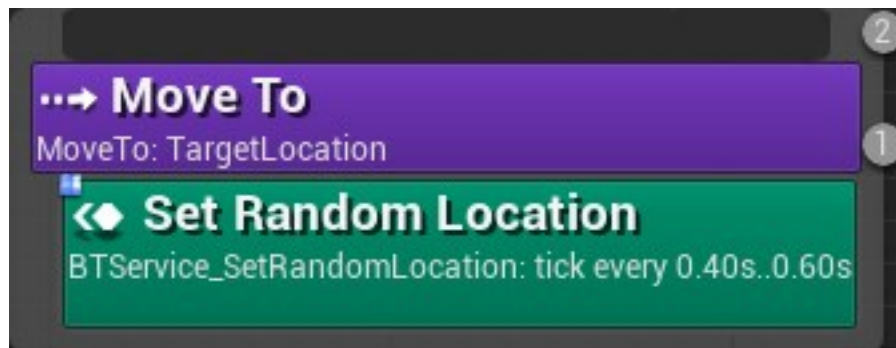 2
Move To
MoveTo: TargetLocation
1
Set Random Location
BTService_SetRandomLocation: tick every 0.40s..0.60s